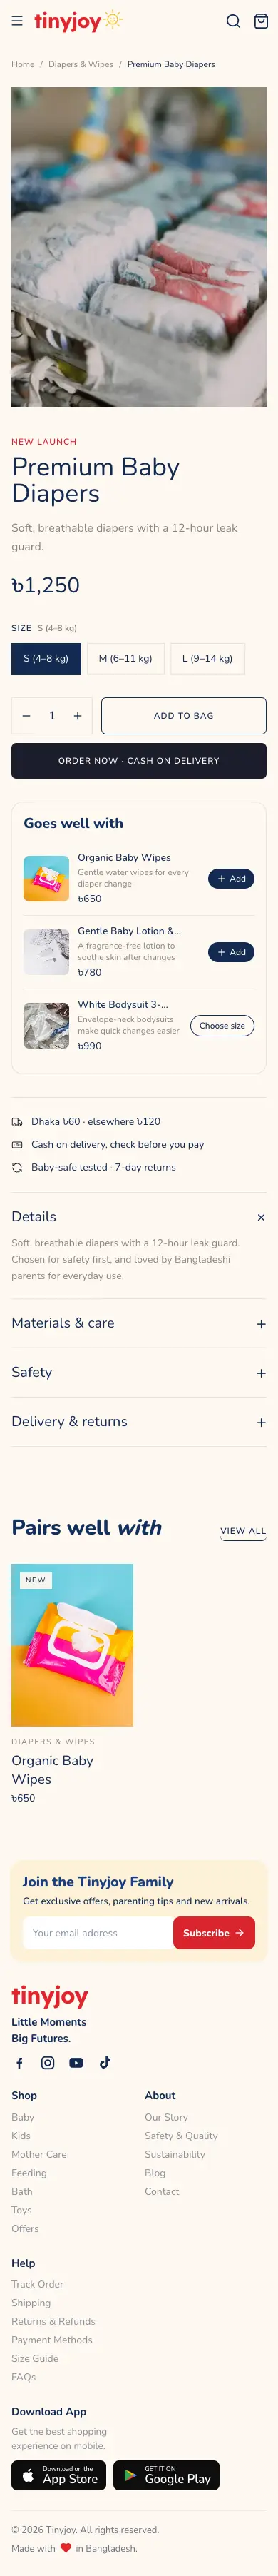 tinyjoy
Home / Diapers & Wipes / Premium Baby Diapers
NEW LAUNCH
Premium Baby
Diapers
Soft, breathable diapers with a 12-hour leak
guard.
৳1,250
SIZE S (4–8 kg)
S (4–8 kg) M (6–11 kg) L (9–14 kg)
− 1 + ADD TO BAG
ORDER NOW · CASH ON DELIVERY
Goes well with
Organic Baby Wipes
Gentle water wipes for every
diaper change
৳650
+ Add
Gentle Baby Lotion &...
A fragrance-free lotion to
soothe skin after changes
৳780
+ Add
White Bodysuit 3-...
Envelope-neck bodysuits
make quick changes easier
৳990
Choose size
Dhaka ৳60 · elsewhere ৳120
Cash on delivery, check before you pay
Baby-safe tested · 7-day returns
Details
Soft, breathable diapers with a 12-hour leak guard.
Chosen for safety first, and loved by Bangladeshi
parents for everyday use.
Materials & care
Safety
Delivery & returns
Pairs well with
VIEW ALL
NEW
DIAPERS & WIPES
Organic Baby
Wipes
৳650
Join the Tinyjoy Family
Get exclusive offers, parenting tips and new arrivals.
Your email address Subscribe →
tinyjoy
Little Moments
Big Futures.
Shop
Baby
Kids
Mother Care
Feeding
Bath
Toys
Offers
About
Our Story
Safety & Quality
Sustainability
Blog
Contact
Help
Track Order
Shipping
Returns & Refunds
Payment Methods
Size Guide
FAQs
Download App
Get the best shopping
experience on mobile.
Download on the
App Store
GET IT ON
Google Play
© 2026 Tinyjoy. All rights reserved.
Made with ❤ in Bangladesh.